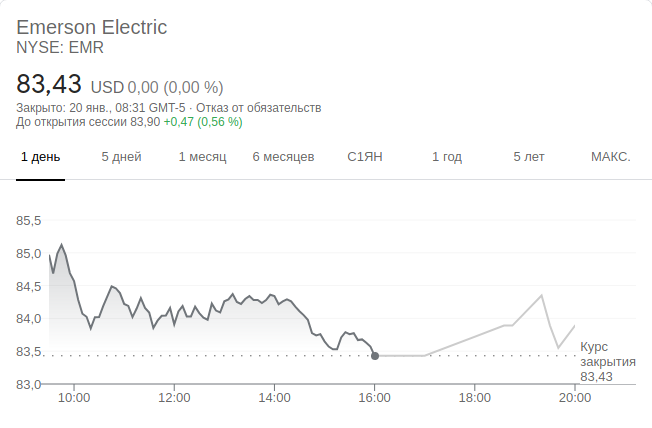 Emerson Electric
NYSE: EMR
83,43 USD 0,00 (0,00 %)
Закрыто: 20 янв., 08:31 GMT-5 · Отказ от обязательств
До открытия сессии 83,90 +0,47 (0,56 %)
1 день 5 дней 1 месяц 6 месяцев С1ЯН 1 год 5 лет МАКС.
85,5
85,0
84,5
84,0
83,5
83,0
Курс
закрытия
83,43
10:00 12:00 14:00 16:00 18:00 20:00